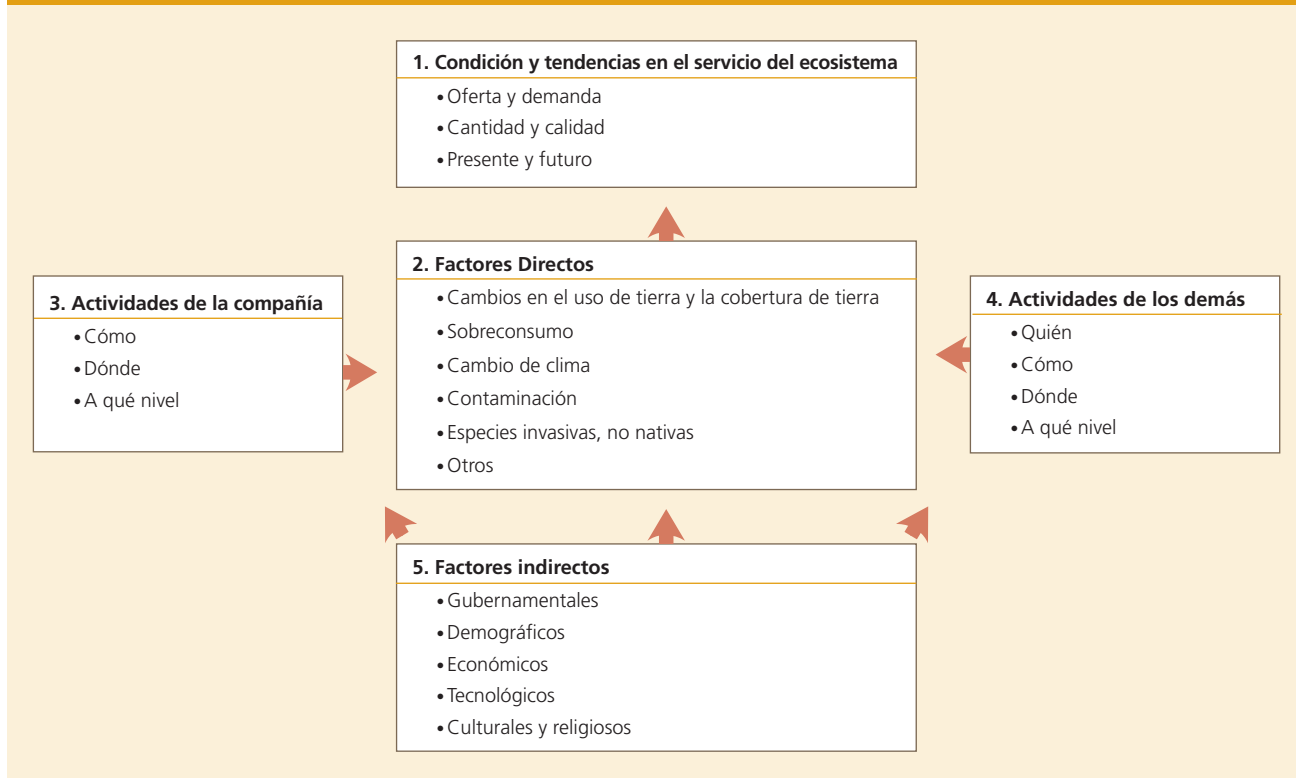 1. Condición y tendencias en el servicio del ecosistema
• Oferta y demanda
• Cantidad y calidad
• Presente y futuro
2. Factores Directos
• Cambios en el uso de tierra y la cobertura de tierra
• Sobreconsumo
• Cambio de clima
• Contaminación
• Especies invasivas, no nativas
• Otros
3. Actividades de la compañía
• Cómo
• Dónde
• A qué nivel
4. Actividades de los demás
• Quién
• Cómo
• Dónde
• A qué nivel
5. Factores indirectos
• Gubernamentales
• Demográficos
• Económicos
• Tecnológicos
• Culturales y religiosos